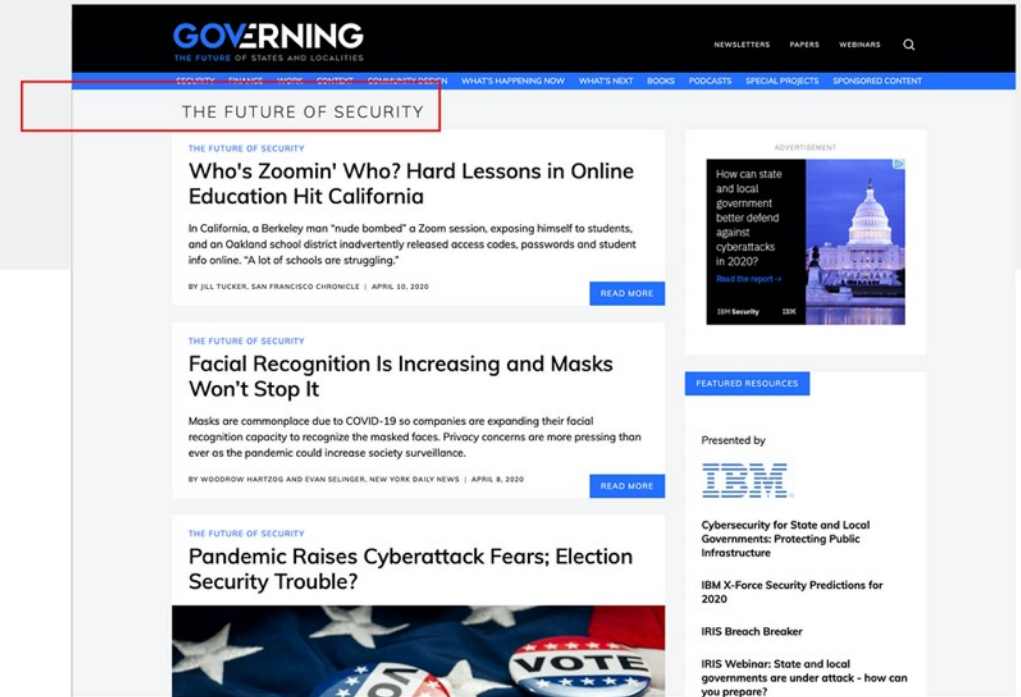 GOVERNING
THE FUTURE OF STATES AND LOCALITIES
NEWSLETTERS PAPERS WEBINARS
SECURITY FINANCE WORK CONTEXT COMMUNITY DESIGN WHAT'S HAPPENING NOW WHAT'S NEXT BOOKS PODCASTS SPECIAL PROJECTS SPONSORED CONTENT
THE FUTURE OF SECURITY
THE FUTURE OF SECURITY
Who's Zoomin' Who? Hard Lessons in Online
Education Hit California
In California, a Berkeley man “nude bombed” a Zoom session, exposing himself to students,
and an Oakland school district inadvertently released access codes, passwords and student
info online. “A lot of schools are struggling.”
BY JILL TUCKER, SAN FRANCISCO CHRONICLE | APRIL 10, 2020
READ MORE
THE FUTURE OF SECURITY
Facial Recognition Is Increasing and Masks
Won’t Stop It
Masks are commonplace due to COVID-19 so companies are expanding their facial
recognition capacity to recognize the masked faces. Privacy concerns are more pressing than
ever as the pandemic could increase society surveillance.
BY WOODROW HARTZOG AND EVAN SELINGER, NEW YORK DAILY NEWS | APRIL 8, 2020
READ MORE
THE FUTURE OF SECURITY
Pandemic Raises Cyberattack Fears; Election
Security Trouble?
VOTE
ADVERTISEMENT
How can state
and local
government
better defend
against
cyberattacks
in 2020?
Read the report →
IBM Security IBM
FEATURED RESOURCES
Presented by
IBM
Cybersecurity for State and Local
Governments: Protecting Public
Infrastructure
IBM X-Force Security Predictions for
2020
IRIS Breach Breaker
IRIS Webinar: State and local
governments are under attack - how can
you prepare?